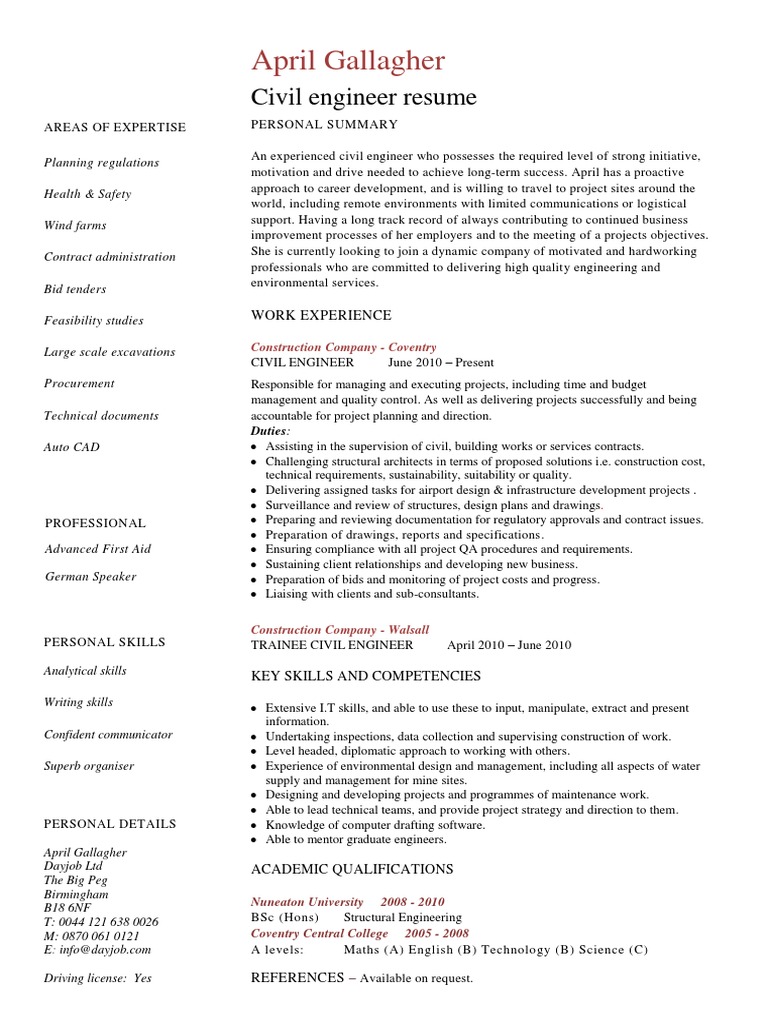 April Gallagher
Civil engineer resume
AREAS OF EXPERTISE
Planning regulations
Health & Safety
Wind farms
Contract administration
Bid tenders
Feasibility studies
Large scale excavations
Procurement
Technical documents
Auto CAD
PROFESSIONAL
Advanced First Aid
German Speaker
PERSONAL SKILLS
Analytical skills
Writing skills
Confident communicator
Superb organiser
PERSONAL DETAILS
April Gallagher
Dayjob Ltd
The Big Peg
Birmingham
B18 6NF
T: 0044 121 638 0026
M: 0870 061 0121
E: info@dayjob.com
Driving license: Yes
PERSONAL SUMMARY
An experienced civil engineer who possesses the required level of strong initiative,
motivation and drive needed to achieve long-term success. April has a proactive
approach to career development, and is willing to travel to project sites around the
world, including remote environments with limited communications or logistical
support. Having a long track record of always contributing to continued business
improvement processes of her employers and to the meeting of a projects objectives.
She is currently looking to join a dynamic company of motivated and hardworking
professionals who are committed to delivering high quality engineering and
environmental services.
WORK EXPERIENCE
Construction Company - Coventry
CIVIL ENGINEER June 2010 – Present
Responsible for managing and executing projects, including time and budget
management and quality control. As well as delivering projects successfully and being
accountable for project planning and direction.
Duties:
• Assisting in the supervision of civil, building works or services contracts.
• Challenging structural architects in terms of proposed solutions i.e. construction cost,
technical requirements, sustainability, suitability or quality.
• Delivering assigned tasks for airport design & infrastructure development projects .
• Surveillance and review of structures, design plans and drawings.
• Preparing and reviewing documentation for regulatory approvals and contract issues.
• Preparation of drawings, reports and specifications.
• Ensuring compliance with all project QA procedures and requirements.
• Sustaining client relationships and developing new business.
• Preparation of bids and monitoring of project costs and progress.
• Liaising with clients and sub-consultants.
Construction Company - Walsall
TRAINEE CIVIL ENGINEER April 2010 – June 2010
KEY SKILLS AND COMPETENCIES
• Extensive I.T skills, and able to use these to input, manipulate, extract and present
information.
• Undertaking inspections, data collection and supervising construction of work.
• Level headed, diplomatic approach to working with others.
• Experience of environmental design and management, including all aspects of water
supply and management for mine sites.
• Designing and developing projects and programmes of maintenance work.
• Able to lead technical teams, and provide project strategy and direction to them.
• Knowledge of computer drafting software.
• Able to mentor graduate engineers.
ACADEMIC QUALIFICATIONS
Nuneaton University 2008 - 2010
BSc (Hons) Structural Engineering
Coventry Central College 2005 - 2008
A levels: Maths (A) English (B) Technology (B) Science (C)
REFERENCES – Available on request.